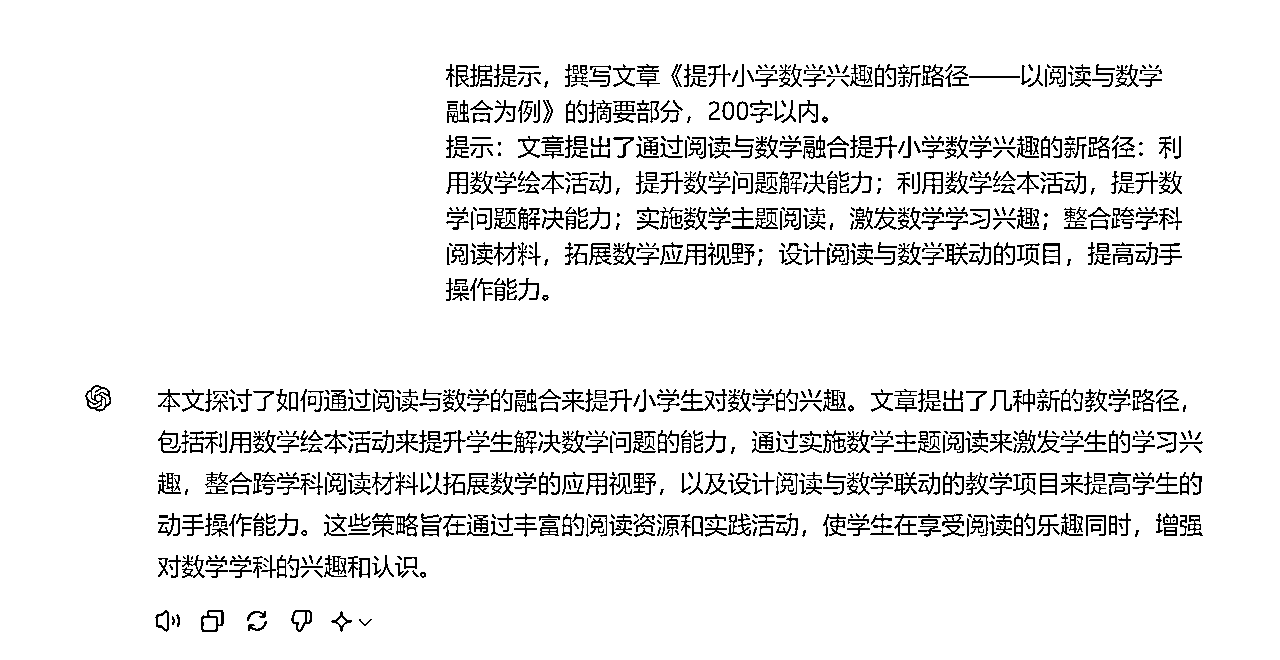 根据提示，撰写文章《提升小学数学兴趣的新路径——以阅读与数学
融合为例》的摘要部分，200字以内。
提示：文章提出了通过阅读与数学融合提升小学数学兴趣的新路径：利
用数学绘本活动，提升数学问题解决能力；利用数学绘本活动，提升数
学问题解决能力；实施数学主题阅读，激发数学学习兴趣；整合跨学科
阅读材料，拓展数学应用视野；设计阅读与数学联动的项目，提高动手
操作能力。
本文探讨了如何通过阅读与数学的融合来提升小学生对数学的兴趣。文章提出了几种新的教学路径，
包括利用数学绘本活动来提升学生解决数学问题的能力，通过实施数学主题阅读来激发学生的学习兴
趣，整合跨学科阅读材料以拓展数学的应用视野，以及设计阅读与数学联动的教学项目来提高学生的
动手操作能力。这些策略旨在通过丰富的阅读资源和实践活动，使学生在享受阅读的乐趣同时，增强
对数学学科的兴趣和认识。